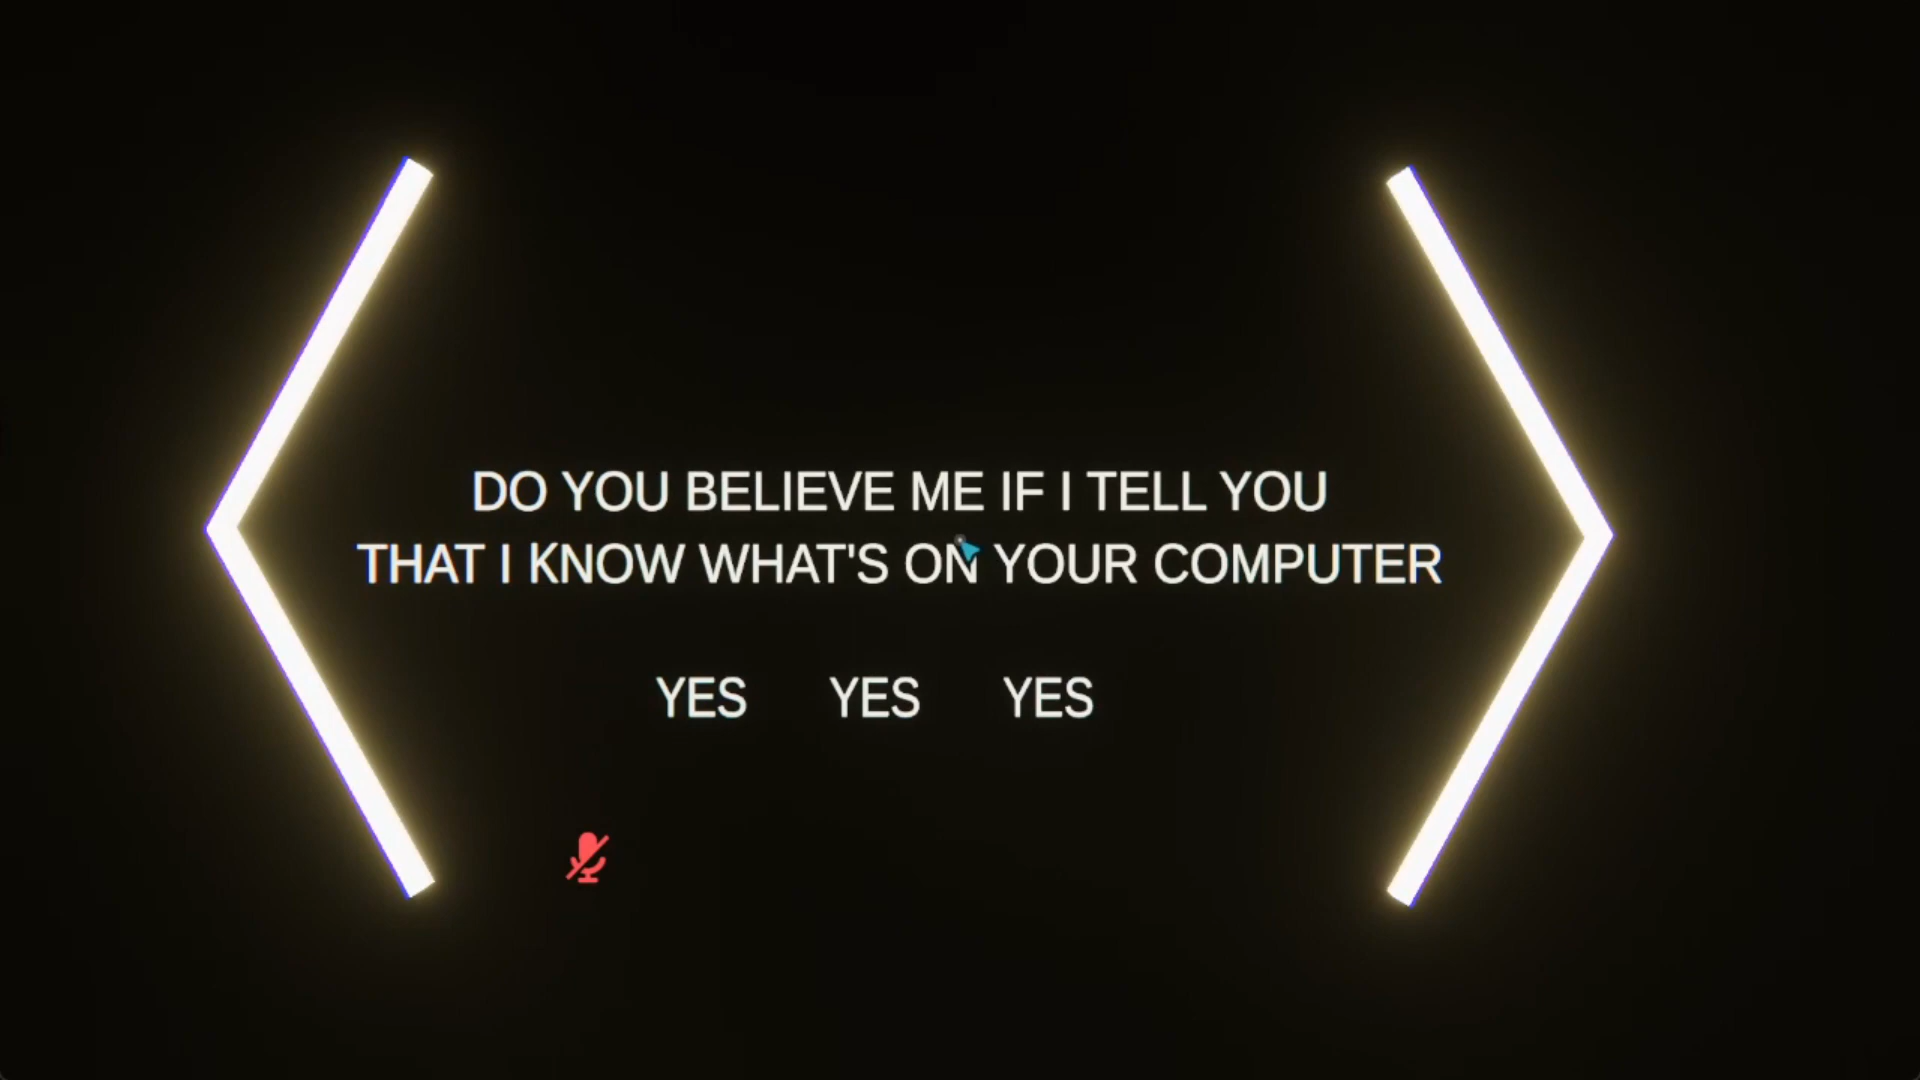 DO YOU BELIEVE ME IF I TELL YOU
THAT I KNOW WHAT'S ON YOUR COMPUTER
YES YES YES